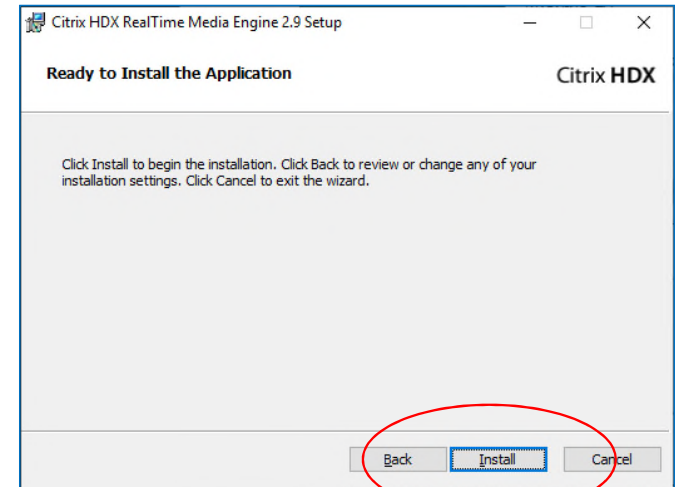 Citrix HDX RealTime Media Engine 2.9 Setup
Ready to Install the Application
Citrix HDX
Click Install to begin the installation. Click Back to review or change any of your
installation settings. Click Cancel to exit the wizard.
Back Install Cancel